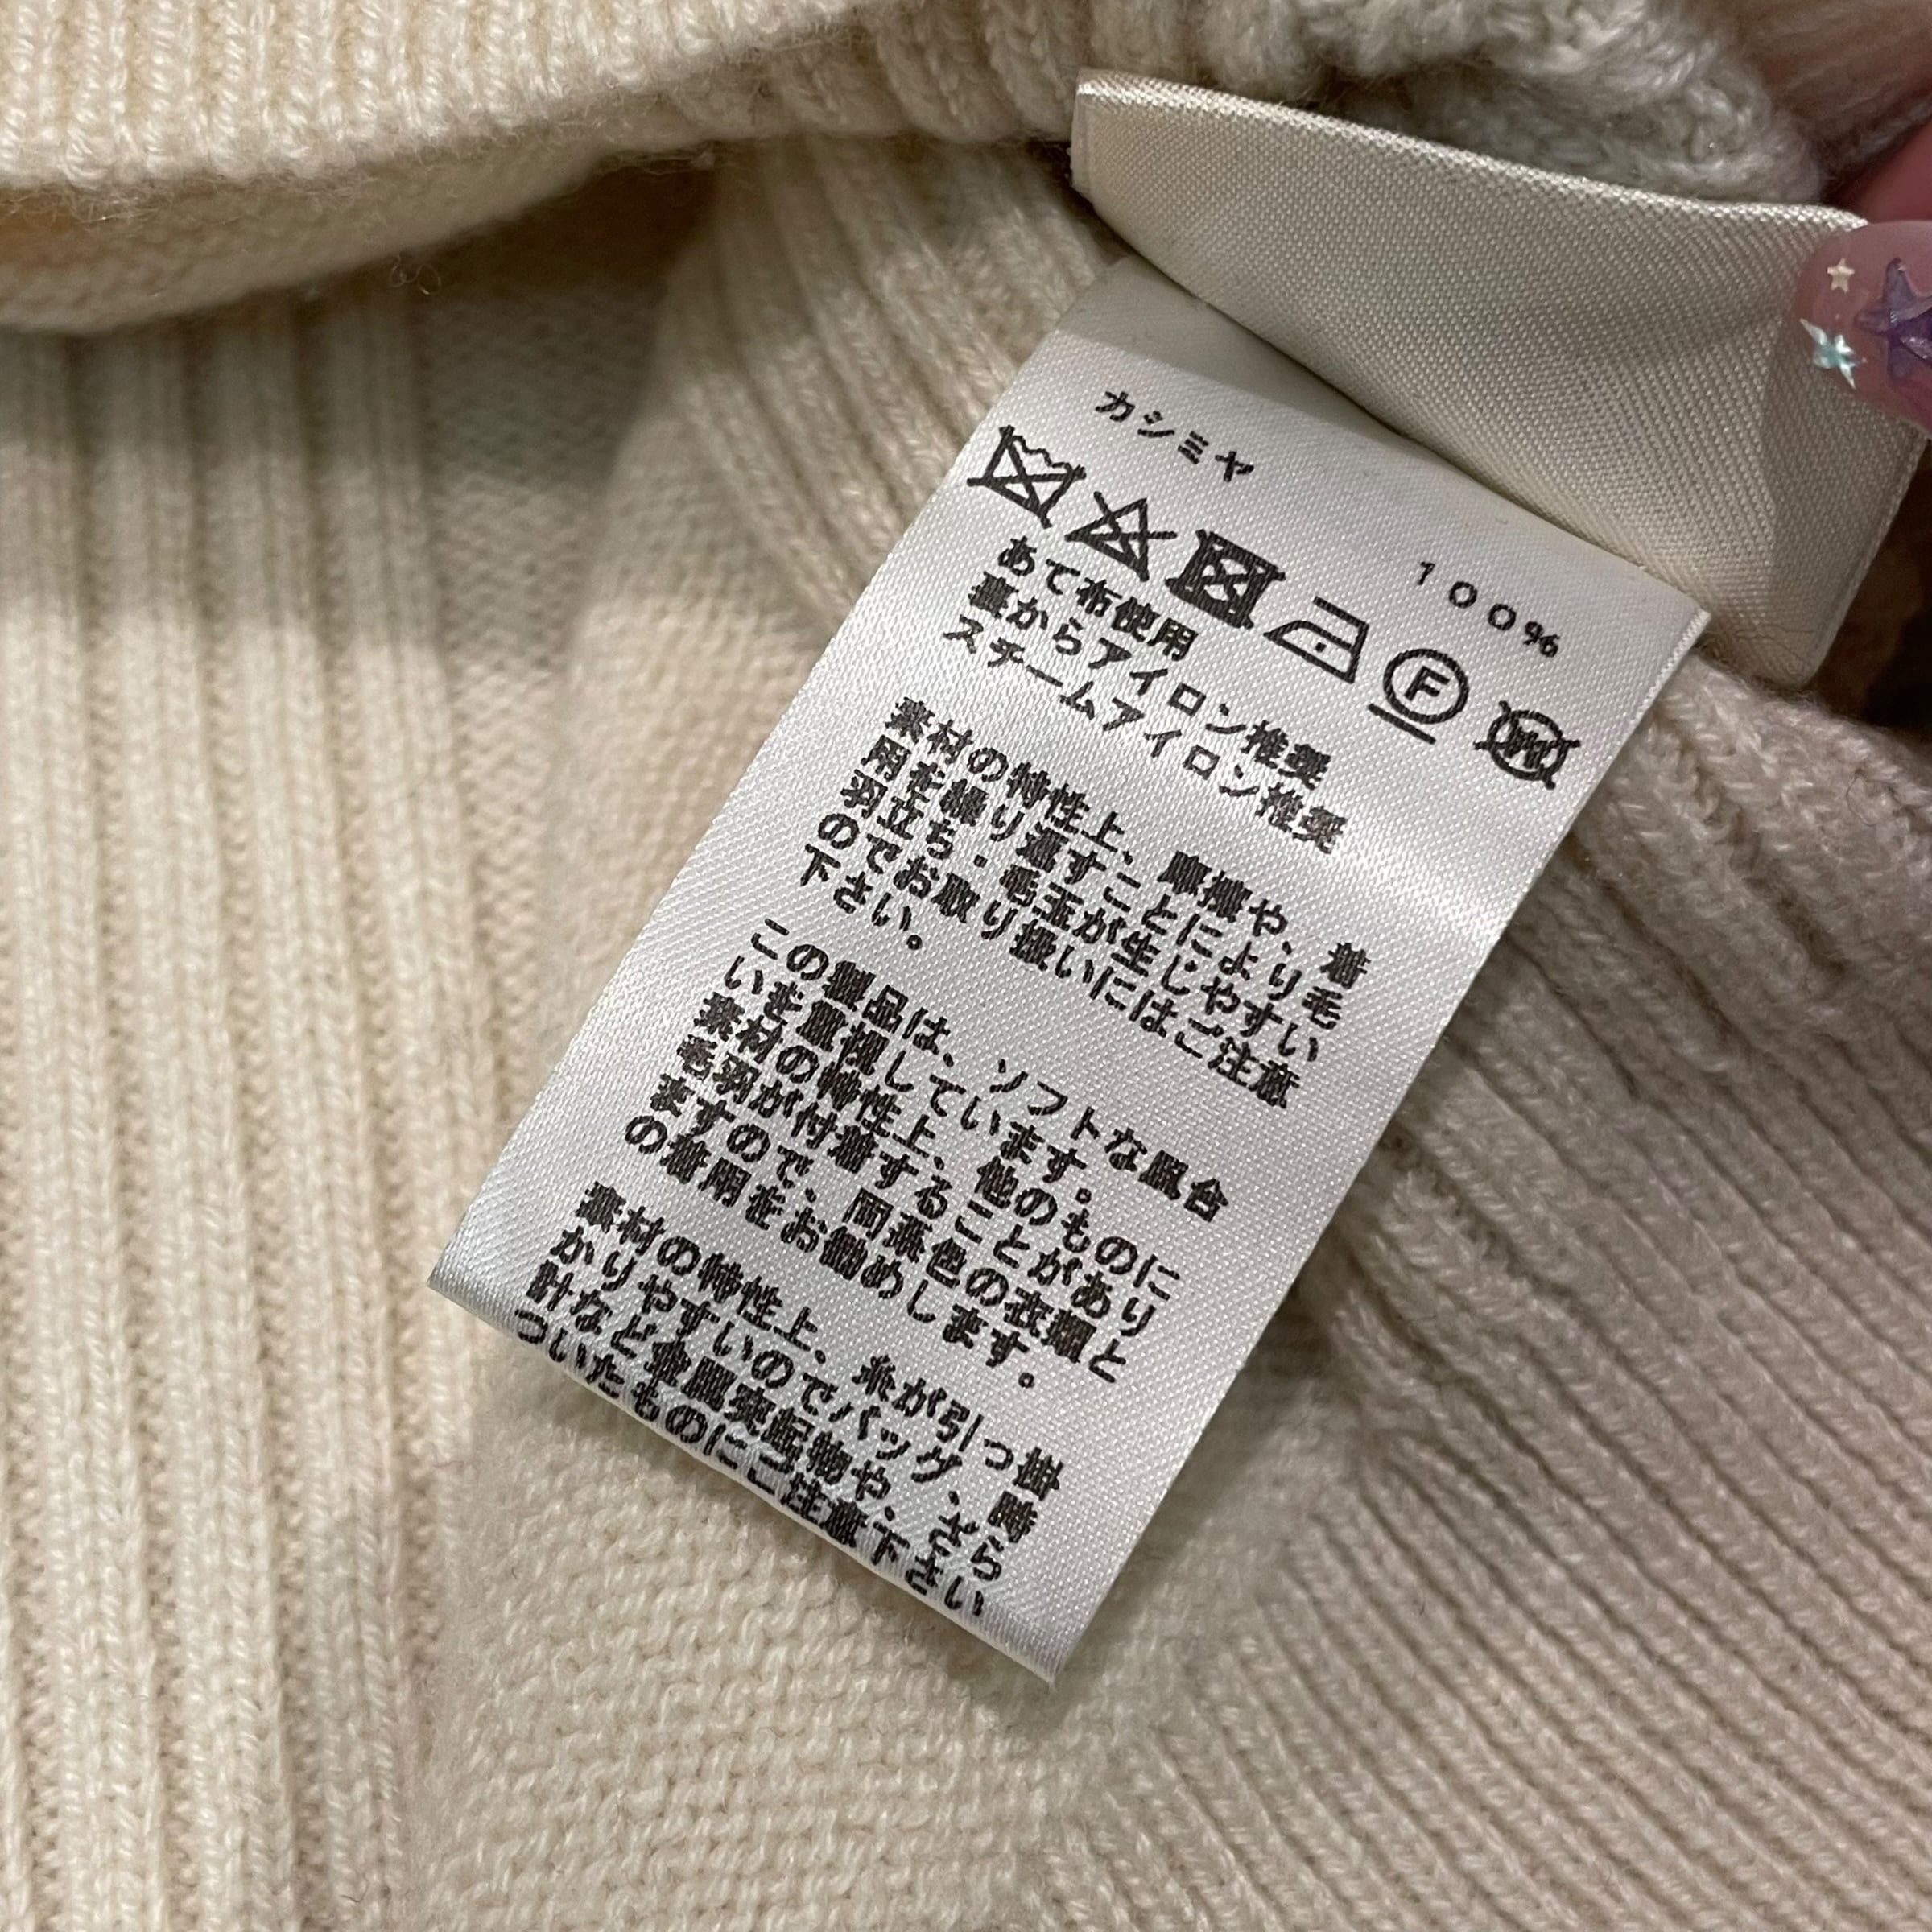 カシミヤ 100%
F W
あて布使用
裏からアイロン推奨
スチームアイロン推奨
素材の特性上、摩擦や、着
用を繰り返すことにより毛
羽立ち・毛玉が生じやすい
のでお取り扱いにはご注意
下さい。
この製品は、ソフトな風合
いを重視しています。
素材の特性上、他のものに
毛羽が付着することがあり
ますので、同系色の衣類と
の着用をお勧めします。
素材の特性上、糸が引っ掛
かりやすいのでバッグ、時
計など金属突起物や、ざら
ついたものにご注意下さい